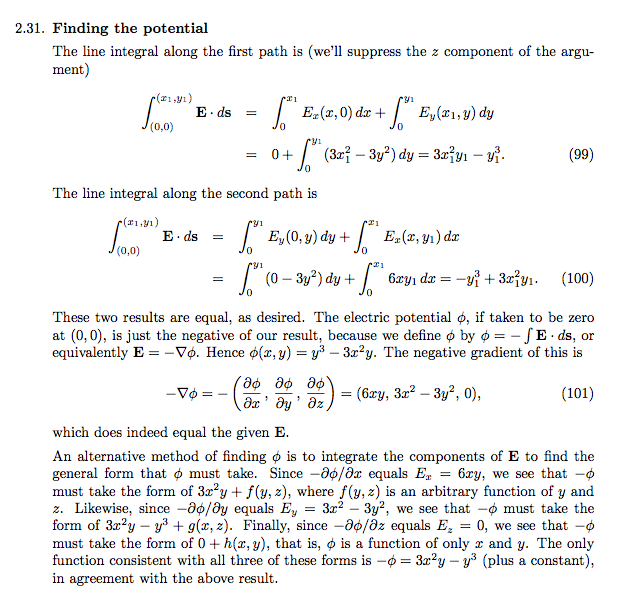 2.31. Finding the potential
The line integral along the first path is (we'll suppress the z component of the argu-
ment)
∫_{(0,0)}^{(x₁,y₁)} E · ds = ∫_0^{x₁} Eₓ(x, 0) dx + ∫_0^{y₁} E_y(x₁, y) dy
= 0 + ∫_0^{y₁} (3x₁² − 3y²) dy = 3x₁²y₁ − y₁³. (99)
The line integral along the second path is
∫_{(0,0)}^{(x₁,y₁)} E · ds = ∫_0^{y₁} E_y(0, y) dy + ∫_0^{x₁} Eₓ(x, y₁) dx
= ∫_0^{y₁} (0 − 3y²) dy + ∫_0^{x₁} 6xy₁ dx = −y₁³ + 3x₁²y₁. (100)
These two results are equal, as desired. The electric potential ϕ, if taken to be zero
at (0, 0), is just the negative of our result, because we define ϕ by ϕ = − ∫ E · ds, or
equivalently E = −∇ϕ. Hence ϕ(x, y) = y³ − 3x²y. The negative gradient of this is
−∇ϕ = − (∂ϕ/∂x, ∂ϕ/∂y, ∂ϕ/∂z) = (6xy, 3x² − 3y², 0), (101)
which does indeed equal the given E.
An alternative method of finding ϕ is to integrate the components of E to find the
general form that ϕ must take. Since −∂ϕ/∂x equals Eₓ = 6xy, we see that −ϕ
must take the form of 3x²y + f(y, z), where f(y, z) is an arbitrary function of y and
z. Likewise, since −∂ϕ/∂y equals E_y = 3x² − 3y², we see that −ϕ must take the
form of 3x²y − y³ + g(x, z). Finally, since −∂ϕ/∂z equals E_z = 0, we see that −ϕ
must take the form of 0 + h(x, y), that is, ϕ is a function of only x and y. The only
function consistent with all three of these forms is −ϕ = 3x²y − y³ (plus a constant),
in agreement with the above result.